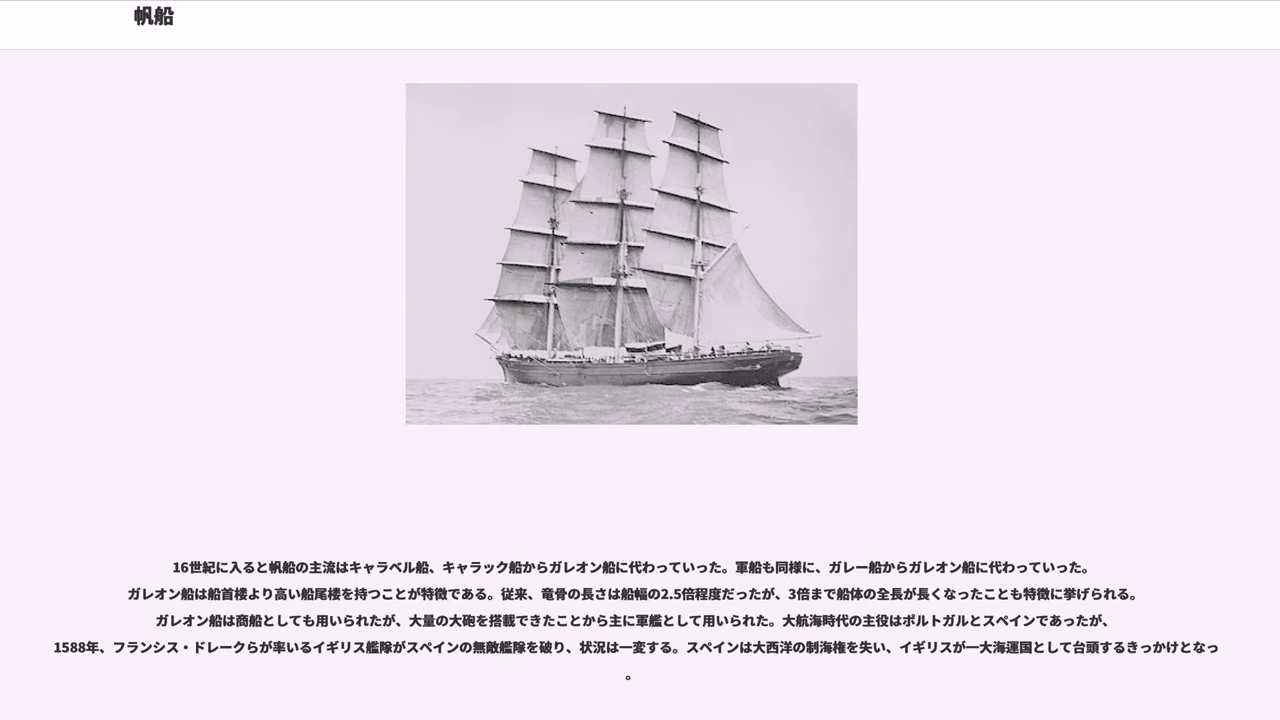 帆船
16世紀に入ると帆船の主流はキャラベル船、キャラック船からガレオン船に代わっていった。軍船も同様に、ガレー船からガレオン船に代わっていった。
ガレオン船は船首楼より高い船尾楼を持つことが特徴である。従来、竜骨の長さは船幅の2.5倍程度だったが、3倍まで船体の全長が長くなったことも特徴に挙げられる。
ガレオン船は商船としても用いられたが、大量の大砲を搭載できたことから主に軍艦として用いられた。大航海時代の主役はポルトガルとスペインであったが、
1588年、フランシス・ドレークらが率いるイギリス艦隊がスペインの無敵艦隊を破り、状況は一変する。スペインは大西洋の制海権を失い、イギリスが一大海運国として台頭するきっかけとなっ
。